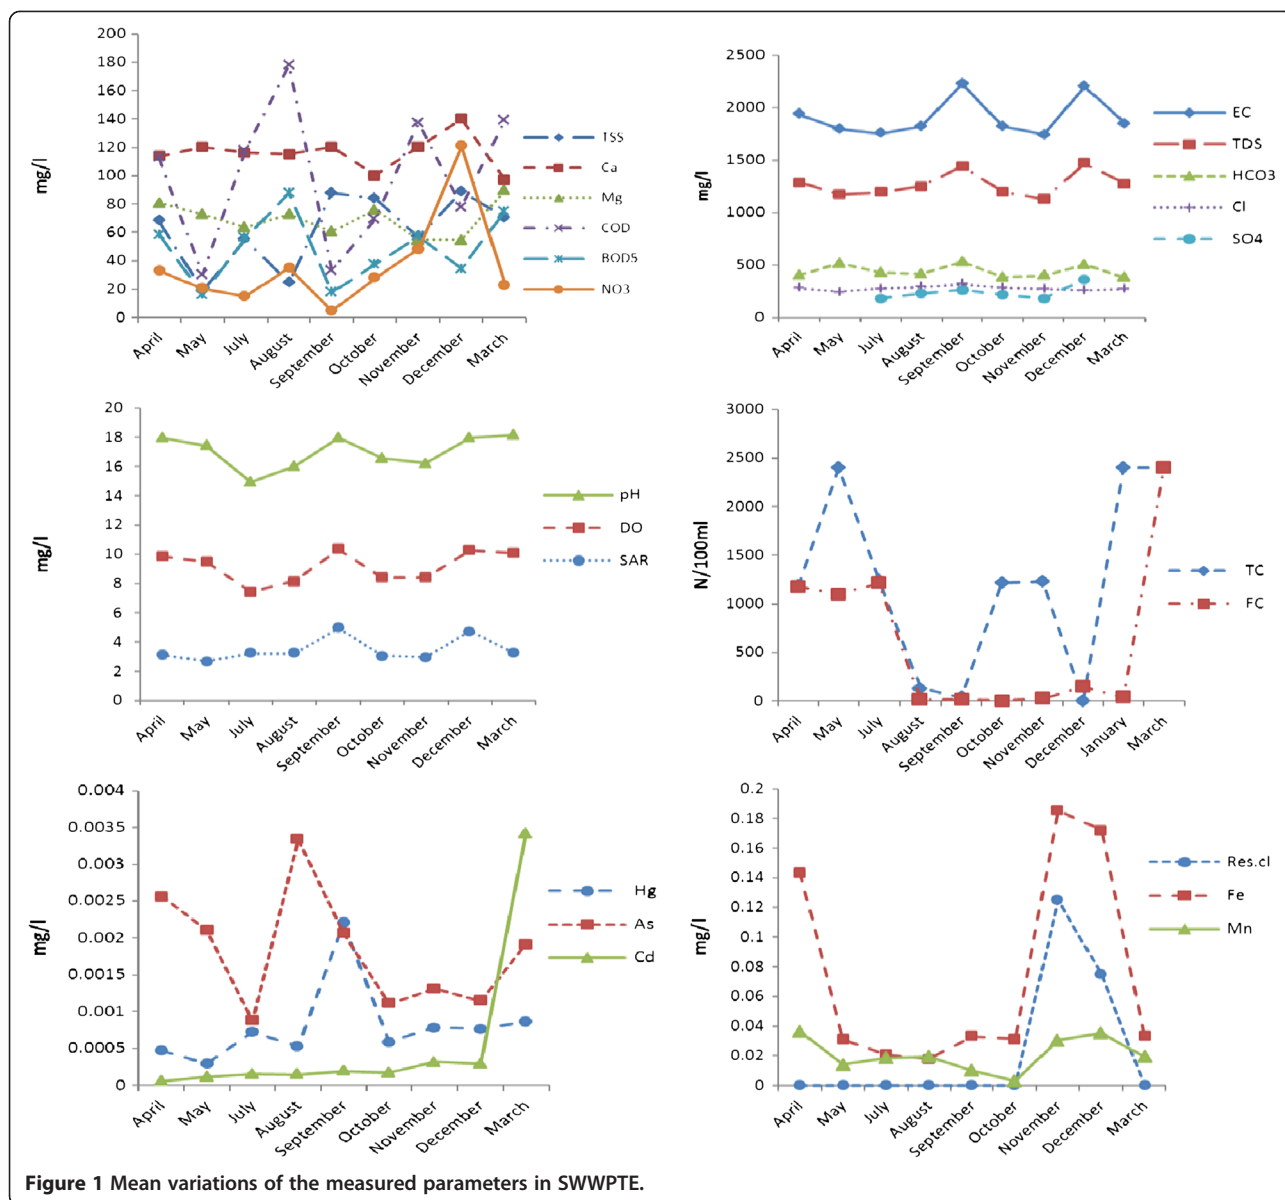 200
180
160
140
120
100
80
60
40
20
0
mg/l
April
May
July
August
September
October
November
December
March
TSS
Ca
Mg
COD
BOD5
NO3
2500
2000
1500
1000
500
0
mg/l
April
May
July
August
September
October
November
December
March
EC
TDS
HCO3
Cl
SO4
20
18
16
14
12
10
8
6
4
2
0
mg/l
April
May
July
August
September
October
November
December
March
pH
DO
SAR
3000
2500
2000
1500
1000
500
0
N/100ml
April
May
July
August
September
October
November
December
January
March
TC
FC
0.004
0.0035
0.003
0.0025
0.002
0.0015
0.001
0.0005
0
mg/l
April
May
July
August
September
October
November
December
March
Hg
As
Cd
0.2
0.18
0.16
0.14
0.12
0.1
0.08
0.06
0.04
0.02
0
mg/l
April
May
July
August
September
October
November
December
March
Res.cl
Fe
Mn
Figure 1 Mean variations of the measured parameters in SWWPTE.